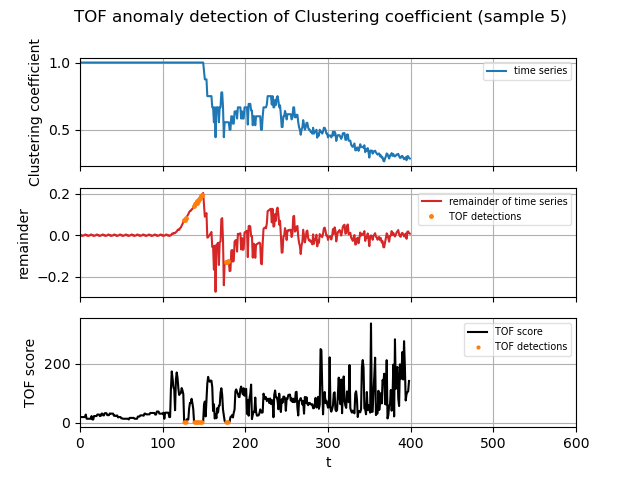 TOF anomaly detection of Clustering coefficient (sample 5)
Clustering coefficient
1.0
0.5
time series
remainder
0.2
0.0
−0.2
remainder of time series
TOF detections
TOF score
200
0
TOF score
TOF detections
0 100 200 300 400 500 600
t